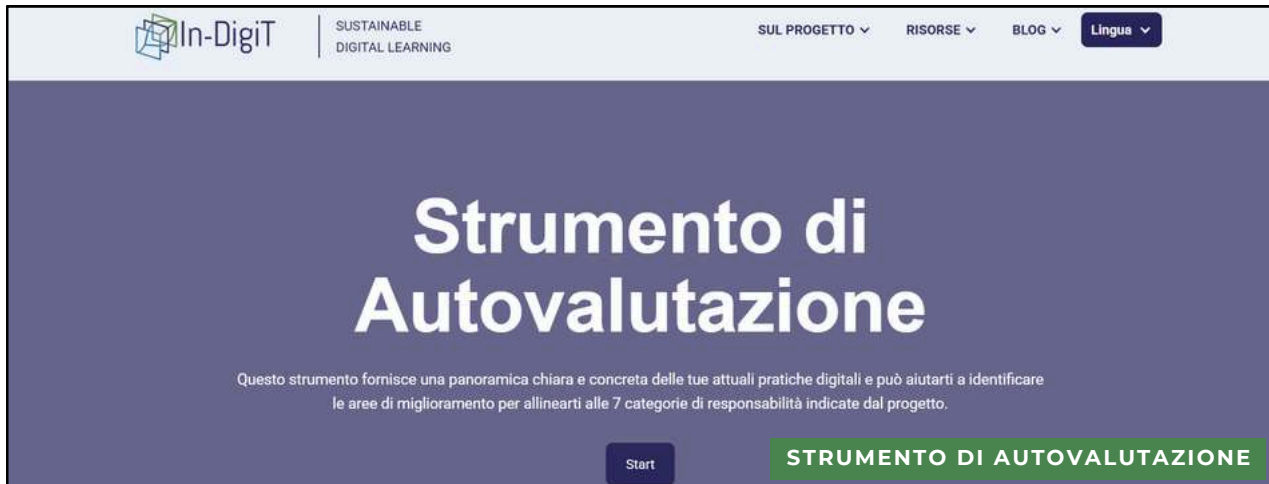 In-DigiT
SUSTAINABLE
DIGITAL LEARNING
SUL PROGETTO
RISORSE
BLOG
Lingua
Strumento di
Autovalutazione
Questo strumento fornisce una panoramica chiara e concreta delle tue attuali pratiche digitali e può aiutarti a identificare
le aree di miglioramento per allinearti alle 7 categorie di responsabilità indicate dal progetto.
Start
STRUMENTO DI AUTOVALUTAZIONE